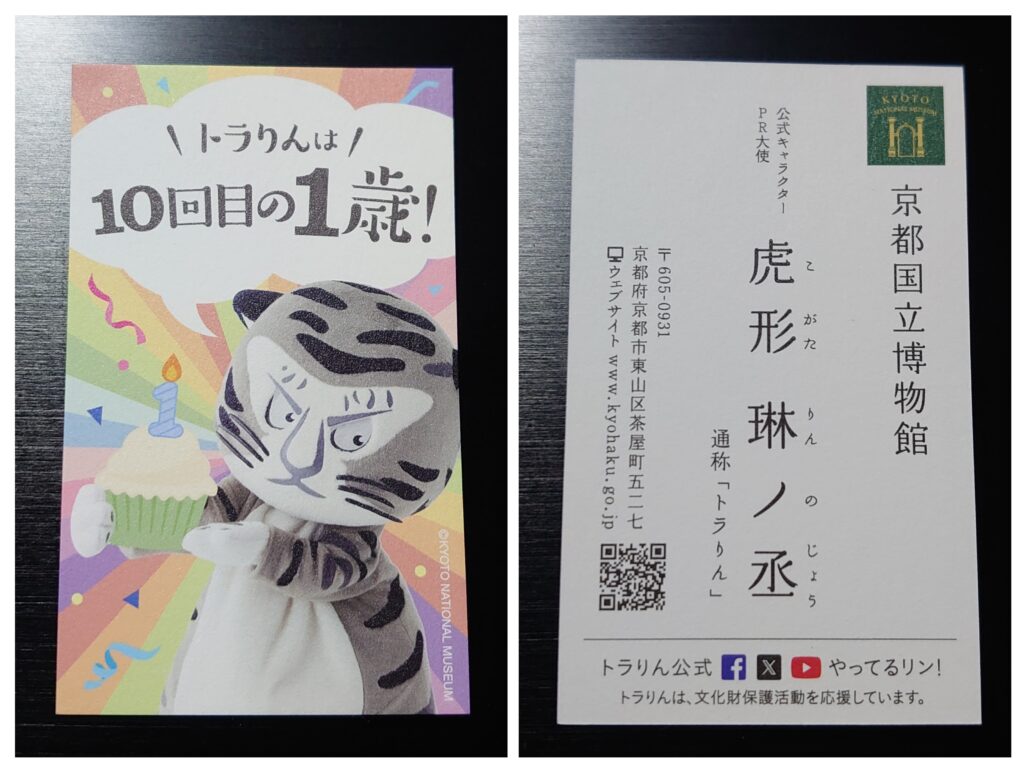 トラりんは
10回目の1歳!
1
©KYOTO NATIONAL MUSEUM
KYOTO
NATIONAL MUSEUM
京都国立博物館
公式キャラクター
PR大使
こ がた りん の じょう
虎形 琳ノ丞
通称「トラりん」
〒605-0931
京都府京都市東山区茶屋町五二七
ウェブサイト www.kyohaku.go.jp
トラりん公式 f X やってるリン!
トラりんは、文化財保護活動を応援しています。